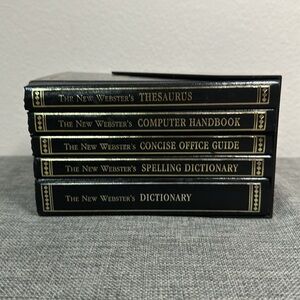 The New Webster's THESAURUS
The New Webster's COMPUTER HANDBOOK
The New Webster's CONCISE OFFICE GUIDE
The New Webster's SPELLING DICTIONARY
The New Webster's DICTIONARY